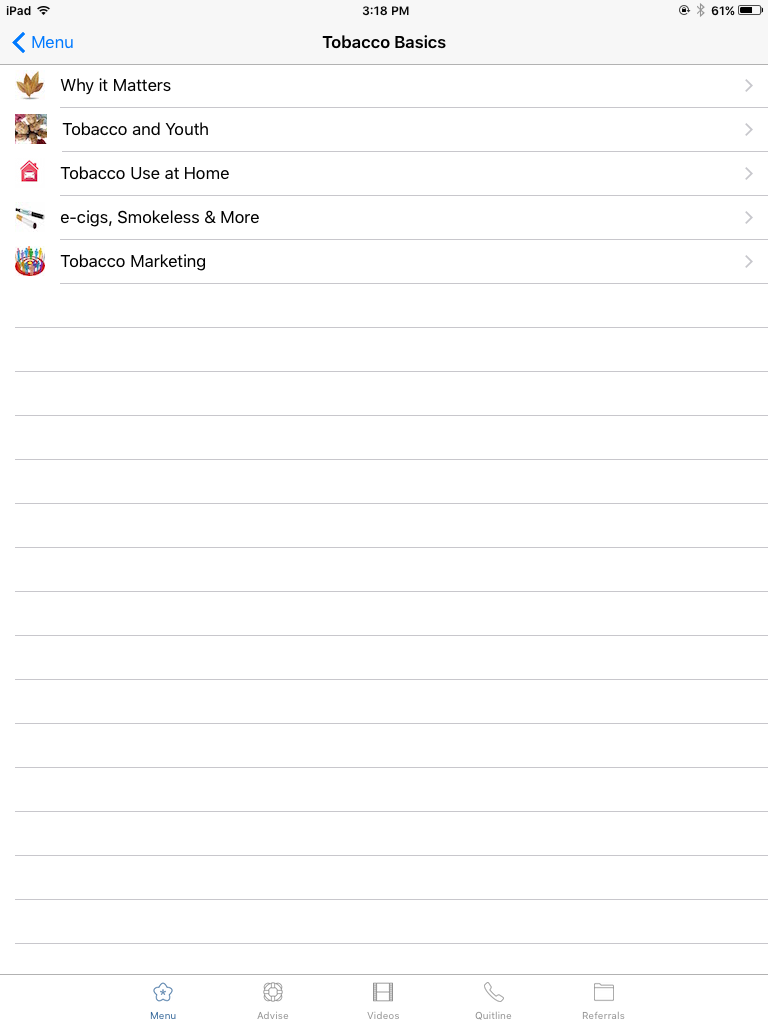 iPad 3:18 PM 61%
Menu Tobacco Basics
Why it Matters
Tobacco and Youth
Tobacco Use at Home
e-cigs, Smokeless & More
Tobacco Marketing
Menu Advise Videos Quitline Referrals